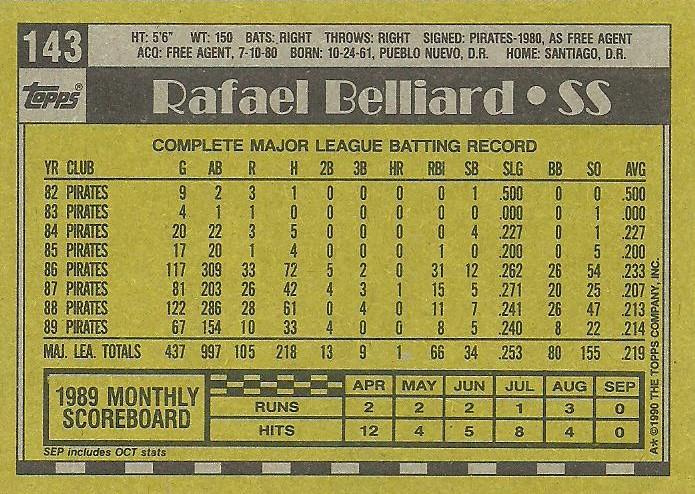 143
HT: 5'6" WT: 150 BATS: RIGHT THROWS: RIGHT SIGNED: PIRATES-1980, AS FREE AGENT
ACQ: FREE AGENT, 7-10-80 BORN: 10-24-61, PUEBLO NUEVO, D.R. HOME: SANTIAGO, D.R.
topps®
Rafael Belliard • SS
COMPLETE MAJOR LEAGUE BATTING RECORD
YR CLUB G AB R H 2B 3B HR RBI SB SLG BB SO AVG
82 PIRATES 9 2 3 1 0 0 0 0 1 .500 0 0 .500
83 PIRATES 4 1 1 0 0 0 0 0 0 .000 0 1 .000
84 PIRATES 20 22 3 5 0 0 0 0 4 .227 0 1 .227
85 PIRATES 17 20 1 4 0 0 0 1 0 .200 0 5 .200
86 PIRATES 117 309 33 72 5 2 0 31 12 .262 26 54 .233
87 PIRATES 81 203 26 42 4 3 1 15 5 .271 20 25 .207
88 PIRATES 122 286 28 61 0 4 0 11 7 .241 26 47 .213
89 PIRATES 67 154 10 33 4 0 0 8 5 .240 8 22 .214
MAJ. LEA. TOTALS 437 997 105 218 13 9 1 66 34 .253 80 155 .219
1989 MONTHLY
SCOREBOARD
APR MAY JUN JUL AUG SEP
RUNS 2 2 2 1 3 0
HITS 12 4 5 8 4 0
SEP includes OCT stats
A* ©1990 THE TOPPS COMPANY, INC.